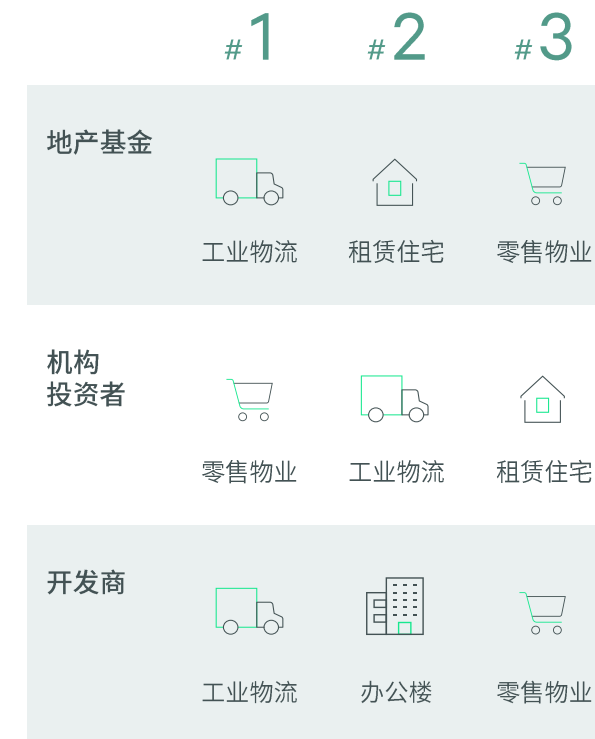 #1 #2 #3
地产基金
工业物流 租赁住宅 零售物业
机构
投资者
零售物业 工业物流 租赁住宅
开发商
工业物流 办公楼 零售物业